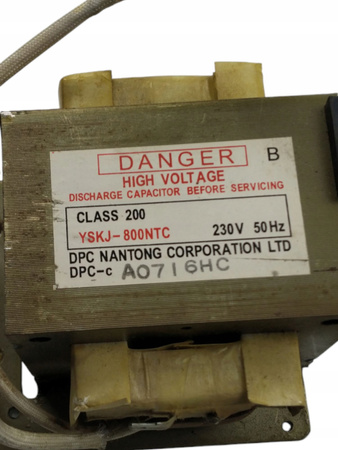 DANGER B
HIGH VOLTAGE
DISCHARGE CAPACITOR BEFORE SERVICING
CLASS 200
YSKJ-800NTC 230V 50Hz
DPC NANTONG CORPORATION LTD
DPC-c A0716HC